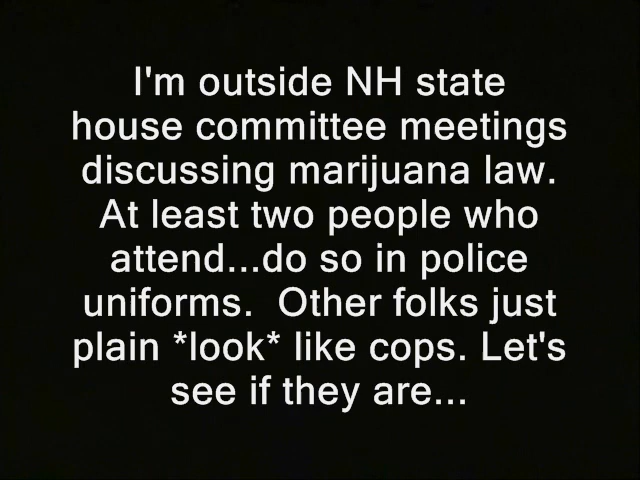 I'm outside NH state
house committee meetings
discussing marijuana law.
At least two people who
attend...do so in police
uniforms.  Other folks just
plain *look* like cops. Let's
see if they are...